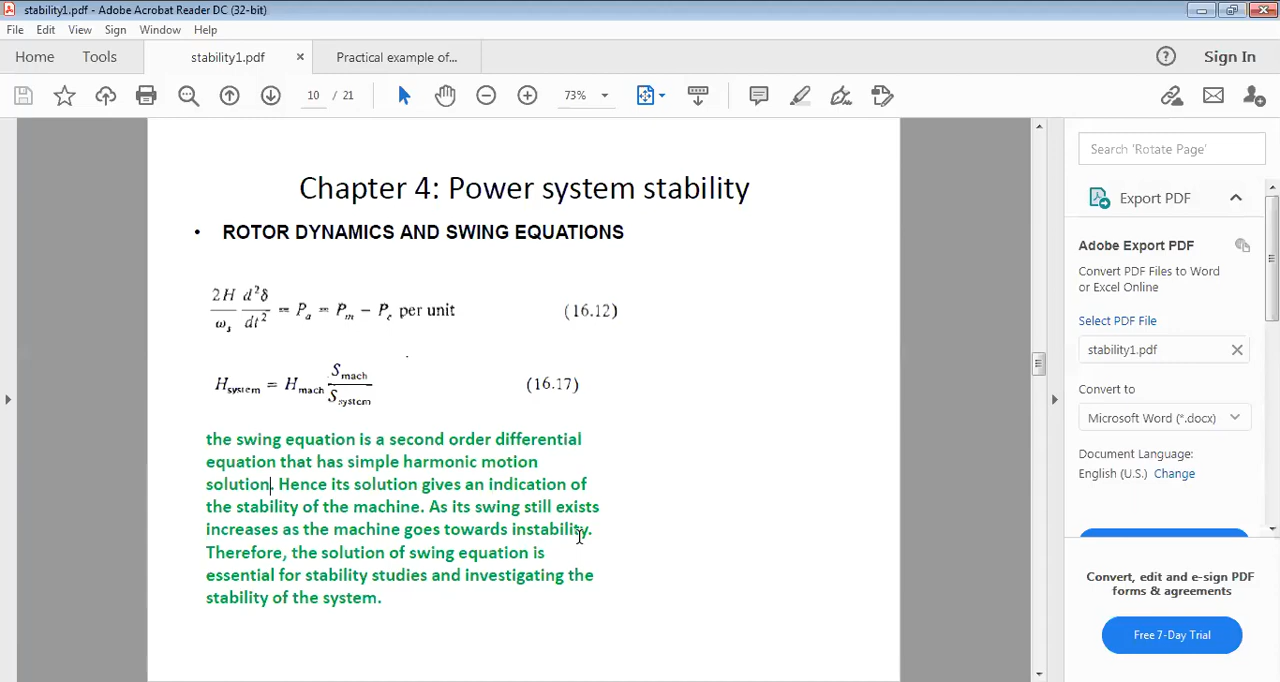 stability1.pdf - Adobe Acrobat Reader DC (32-bit)
File Edit View Sign Window Help
Home Tools stability1.pdf × Practical example of... ? Sign In
10 / 21 73%
Chapter 4: Power system stability
• ROTOR DYNAMICS AND SWING EQUATIONS
2H/ωs d²δ/dt² = Pa = Pm − Pe per unit (16.12)
Hsystem = Hmach Smach/Ssystem (16.17)
the swing equation is a second order differential
equation that has simple harmonic motion
solution. Hence its solution gives an indication of
the stability of the machine. As its swing still exists
increases as the machine goes towards instability.
Therefore, the solution of swing equation is
essential for stability studies and investigating the
stability of the system.
Search 'Rotate Page'
Export PDF
Adobe Export PDF
Convert PDF Files to Word
or Excel Online
Select PDF File
stability1.pdf
Convert to
Microsoft Word (*.docx)
Document Language:
English (U.S.) Change
Convert, edit and e-sign PDF
forms & agreements
Free 7-Day Trial